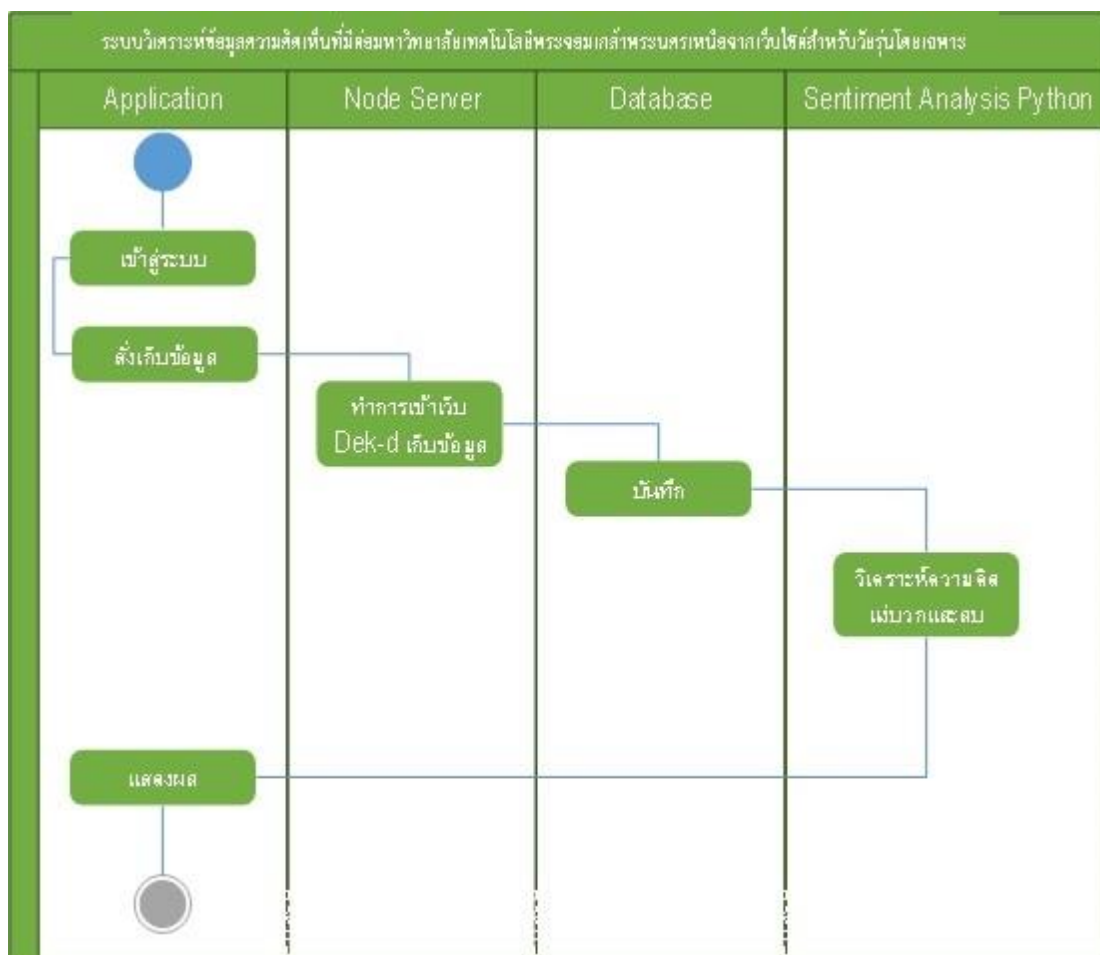 ระบบวิเคราะห์ข้อมูลความคิดเห็นที่มีต่อมหาวิทยาลัยเทคโนโลยีพระจอมเกล้าพระนครเหนือจากเว็บไซต์สำหรับวัยรุ่นโดยเฉพาะ
Application
Node Server
Database
Sentiment Analysis Python
เข้าสู่ระบบ
สั่งเก็บข้อมูล
ทำการเข้าเว็บ
Dek-d เก็บข้อมูล
บันทึก
วิเคราะห์ความคิด
แง่บวกและลบ
แสดงผล